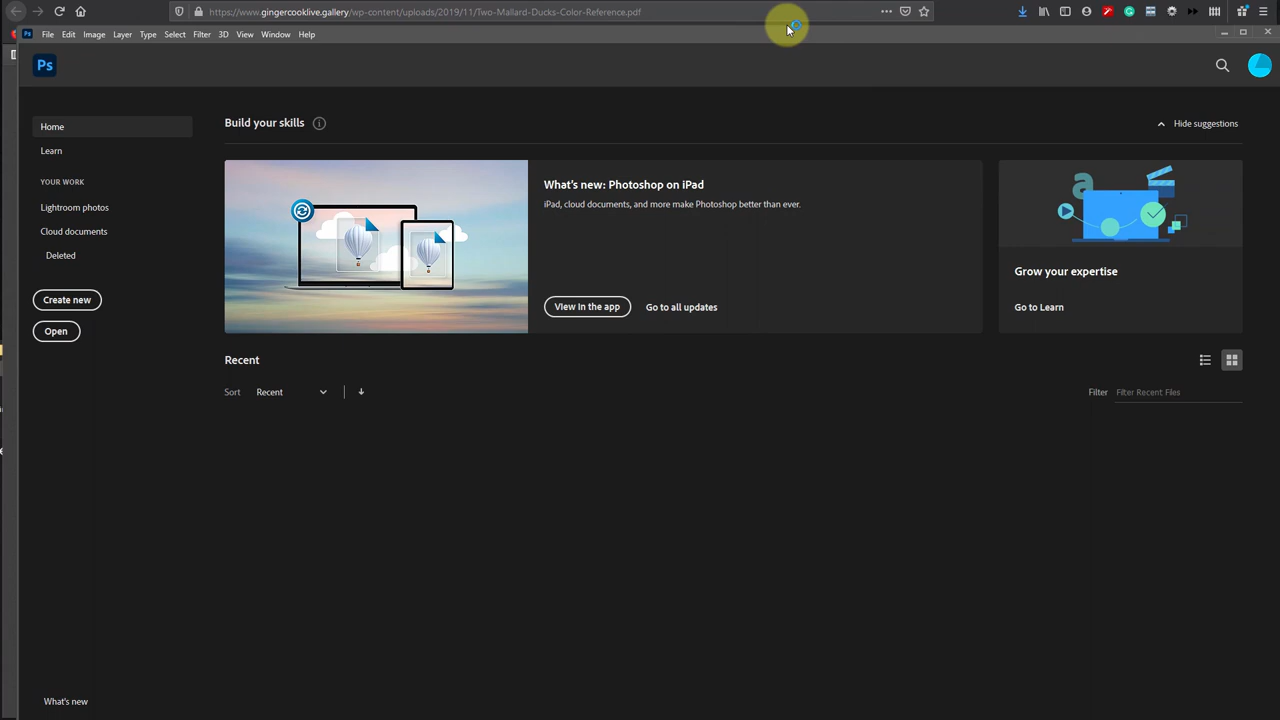 https://www.gingercooklive.gallery/wp-content/uploads/2019/11/Two-Mallard-Ducks-Color-Reference.pdf
File Edit Image Layer Type Select Filter 3D View Window Help
Ps
Ps
Home
Learn
YOUR WORK
Lightroom photos
Cloud documents
Deleted
Create new
Open
What's new
Build your skills
Hide suggestions
What's new: Photoshop on iPad
iPad, cloud documents, and more make Photoshop better than ever.
View in the app
Go to all updates
a
Grow your expertise
Go to Learn
Recent
Sort Recent
Filter Filter Recent Files